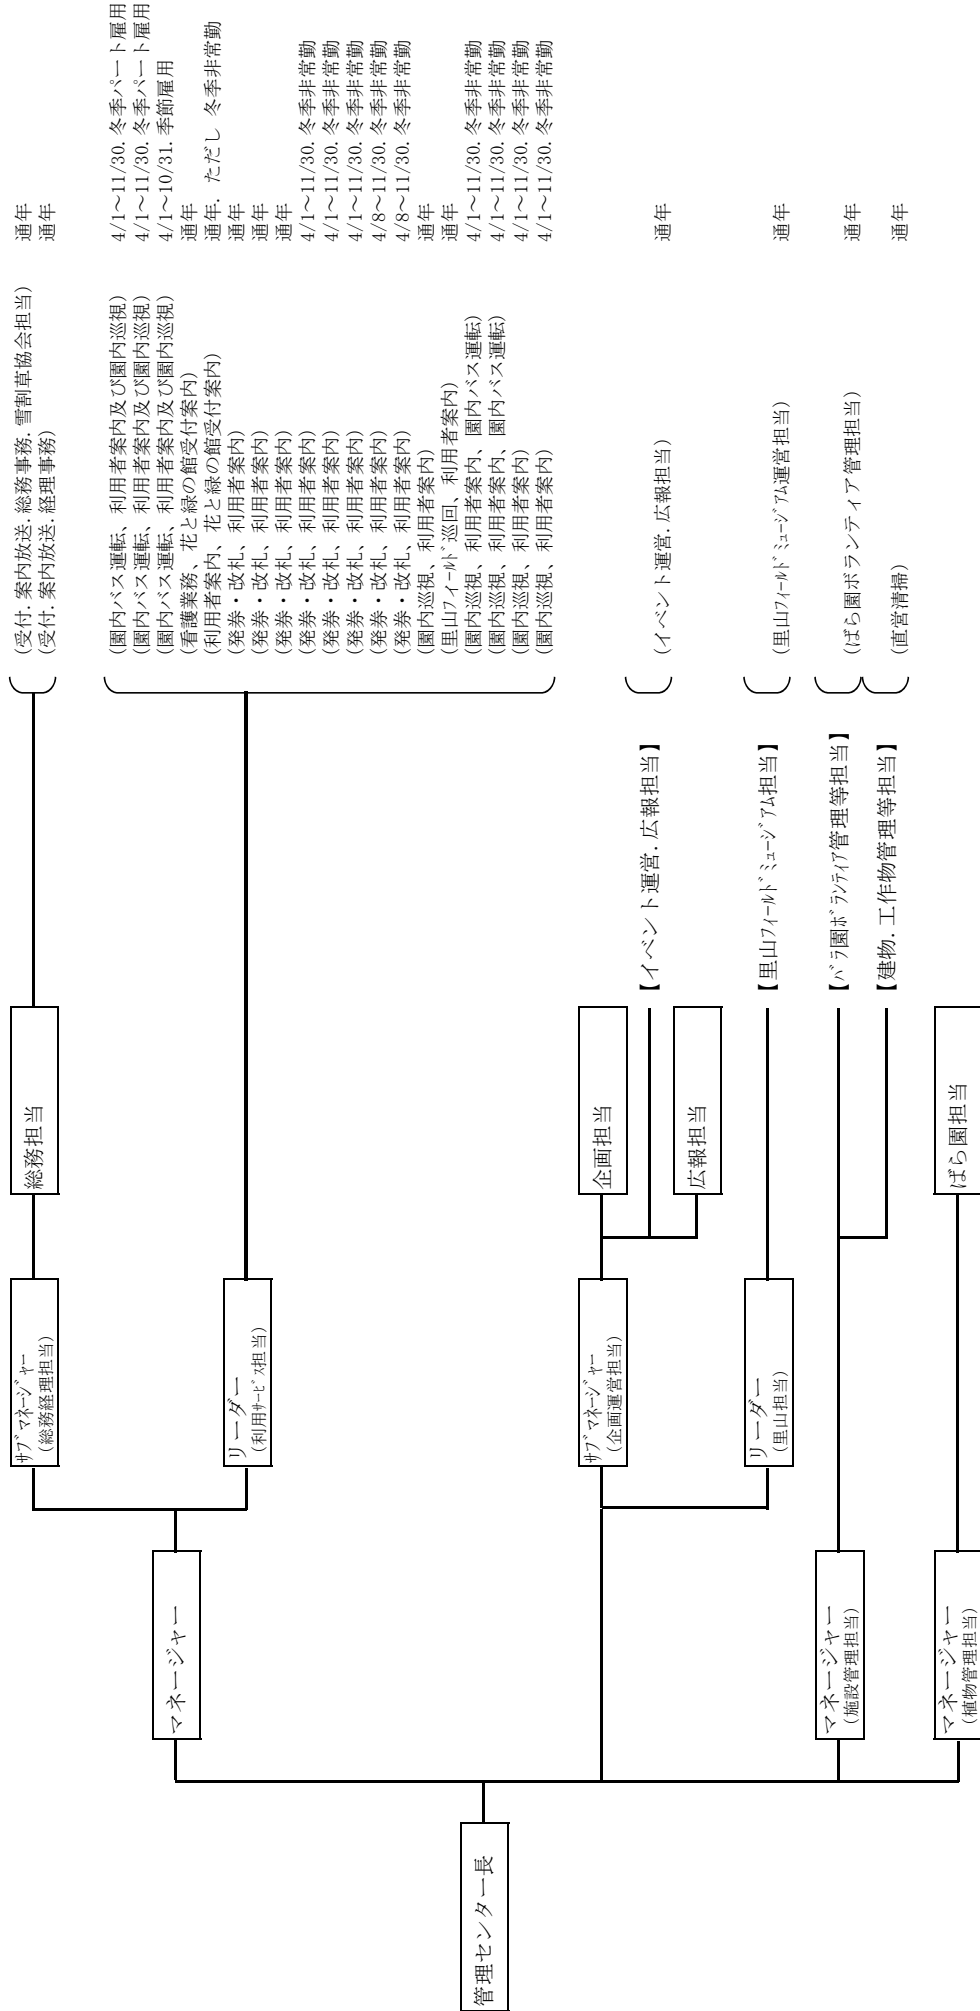 管理センター長
マネージャー
サブマネージャー
(総務経理担当)
総務担当
(受付．案内放送．総務事務．雪割草協会担当) 通年
(受付．案内放送．経理事務) 通年
リーダー
(利用サービス担当)
(園内バス運転、利用者案内及び園内巡視) 4/1～11/30．冬季パート雇用
(園内バス運転、利用者案内及び園内巡視) 4/1～11/30．冬季パート雇用
(園内バス運転、利用者案内及び園内巡視) 4/1～10/31．季節雇用
(看護業務、花と緑の館受付案内) 通年
(利用者案内、花と緑の館受付案内) 通年．ただし 冬季非常勤
(発券・改札、利用者案内) 通年
(発券・改札、利用者案内) 通年
(発券・改札、利用者案内) 通年
(発券・改札、利用者案内) 4/1～11/30．冬季非常勤
(発券・改札、利用者案内) 4/1～11/30．冬季非常勤
(発券・改札、利用者案内) 4/1～11/30．冬季非常勤
(発券・改札、利用者案内) 4/8～11/30．冬季非常勤
(発券・改札、利用者案内) 4/8～11/30．冬季非常勤
(園内巡視、利用者案内) 通年
(里山フィールド巡回、利用者案内) 通年
(園内巡視、利用者案内、園内バス運転) 4/1～11/30．冬季非常勤
(園内巡視、利用者案内、園内バス運転) 4/1～11/30．冬季非常勤
(園内巡視、利用者案内) 4/1～11/30．冬季非常勤
(園内巡視、利用者案内) 4/1～11/30．冬季非常勤
サブマネージャー
(企画運営担当)
企画担当
【イベント運営．広報担当】
(イベント運営．広報担当) 通年
広報担当
リーダー
(里山担当)
【里山フィールドミュージアム担当】
(里山フィールドミュージアム運営担当) 通年
マネージャー
(施設管理担当)
【バラ園ボランティア管理等担当】
(ばら園ボランティア管理担当) 通年
【建物．工作物管理等担当】
(直営清掃) 通年
マネージャー
(植物管理担当)
ばら園担当